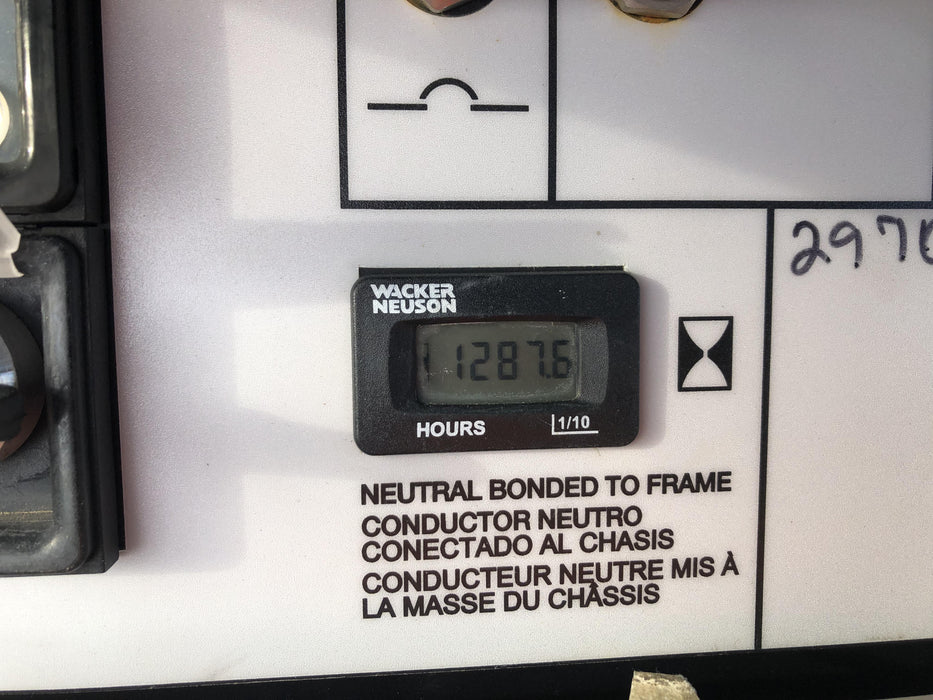 297
WACKER
NEUSON
1287.6
HOURS 1/10
NEUTRAL BONDED TO FRAME
CONDUCTOR NEUTRO
CONECTADO AL CHASIS
CONDUCTEUR NEUTRE MIS À
LA MASSE DU CHÂSSIS